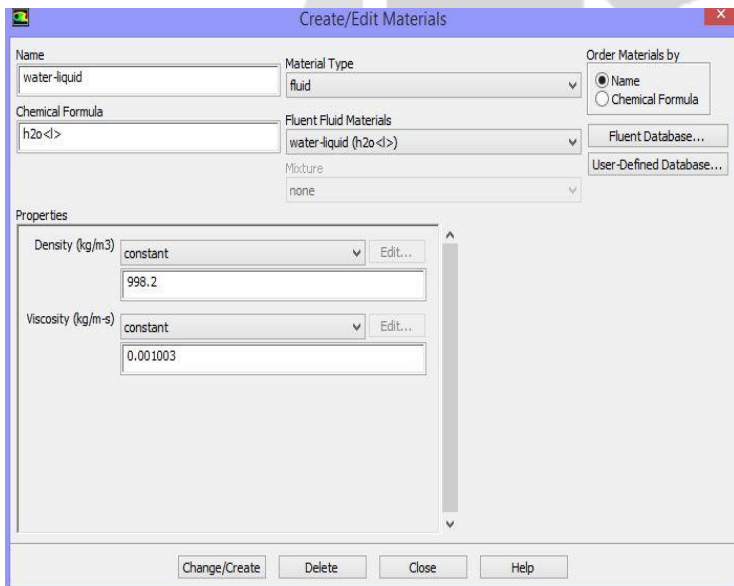 Create/Edit Materials
X
Name
water-liquid
Chemical Formula
h2o<l>
Material Type
fluid
Fluent Fluid Materials
water-liquid (h2o<l>)
Mixture
none
Order Materials by
Name
Chemical Formula
Fluent Database...
User-Defined Database...
Properties
Density (kg/m3) constant Edit...
998.2
Viscosity (kg/m-s) constant Edit...
0.001003
Change/Create Delete Close Help